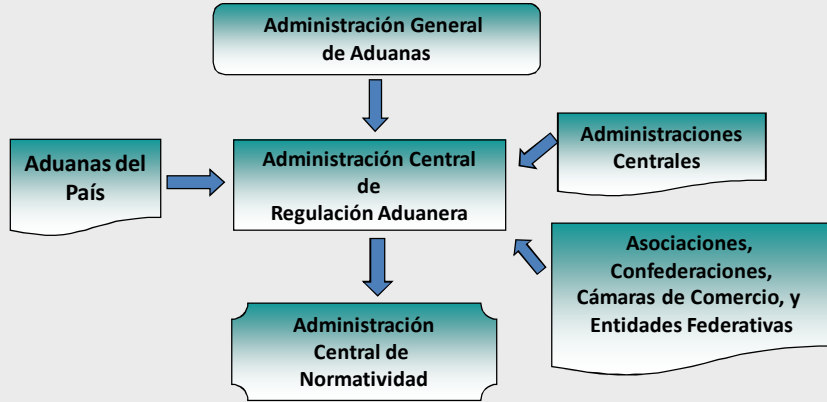 Administración General
de Aduanas
Aduanas del
País
Administración Central
de
Regulación Aduanera
Administraciones
Centrales
Asociaciones,
Confederaciones,
Cámaras de Comercio, y
Entidades Federativas
Administración
Central de
Normatividad